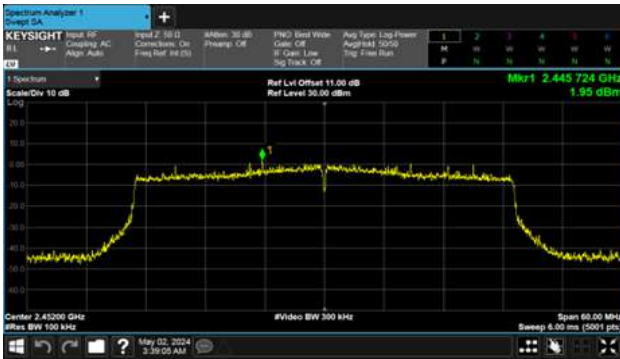 Spectrum Analyzer 1
Swept SA
+
KEYSIGHT Input: RF Input Z: 50 Ω #Atten: 30 dB PNO: Best Wide Avg Type: Log-Power 1 2 3 4 5 6
RL Coupling: AC Corrections: On Preamp: Off Gate: Off Avg|Hold: 50/50 M W W W W W
Align: Auto Freq Ref: Int (S) IF Gain: Low Trig: Free Run P N N N N N
Sig Track: Off
1 Spectrum Ref Lvl Offset 11.00 dB Mkr1 2.445 724 GHz
Scale/Div 10 dB Ref Level 30.00 dBm 1.95 dBm
Log
20.0
10.0
0.00
-10.0
-20.0
-30.0
-40.0
-50.0
-60.0
1
Center 2.45200 GHz #Video BW 300 kHz Span 60.00 MHz
#Res BW 100 kHz Sweep 6.00 ms (5001 pts)
? May 02, 2024
3:39:05 AM